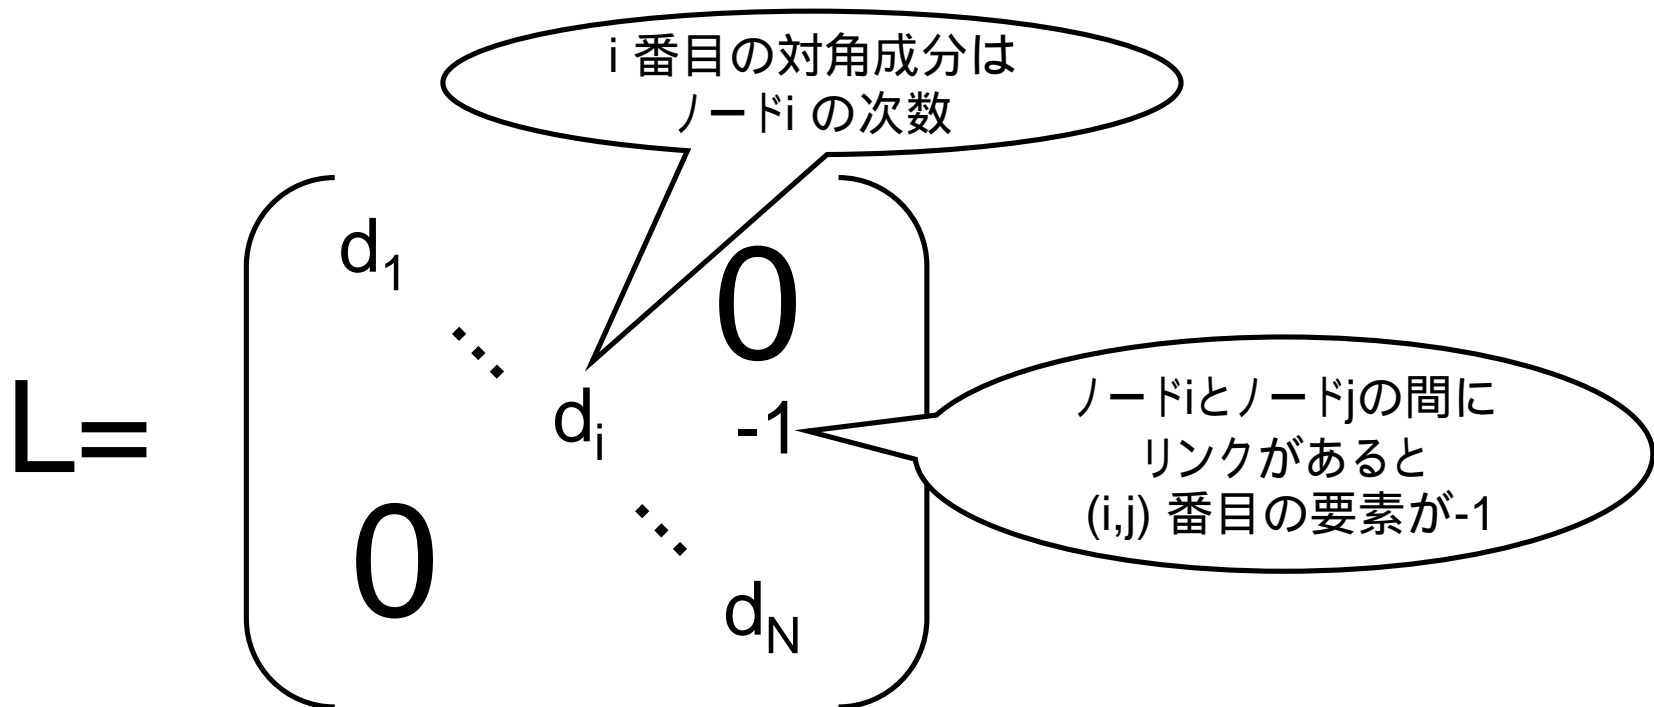 i 番目の対角成分は
ノードi の次数
L=
d₁
⋱
0
dᵢ
-1
0
⋱
d_N
ノードiとノードjの間に
リンクがあると
(i,j) 番目の要素が-1